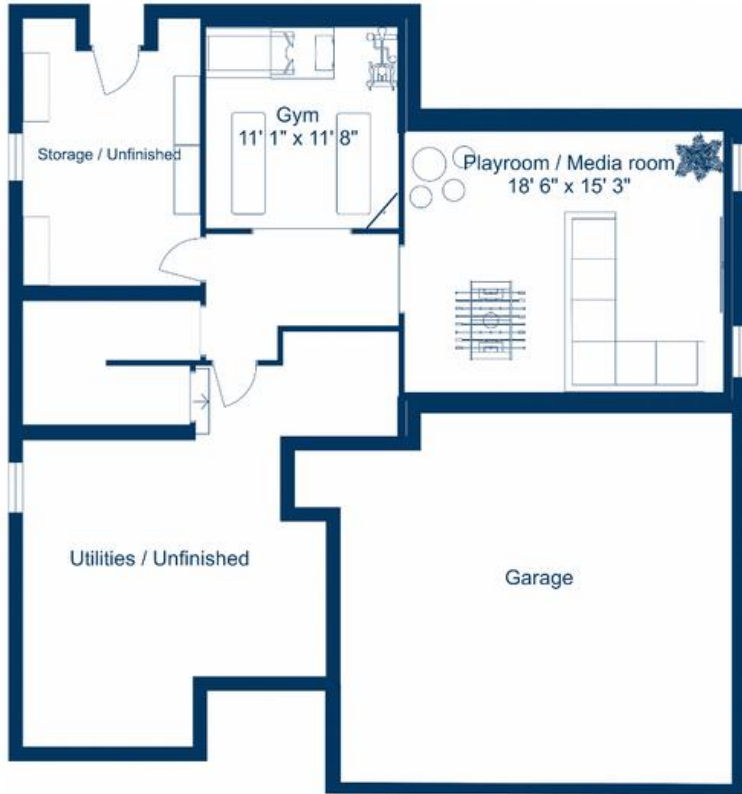 Gym
11' 1" x 11' 8"
Storage / Unfinished
Playroom / Media room
18' 6" x 15' 3"
Utilities / Unfinished
Garage